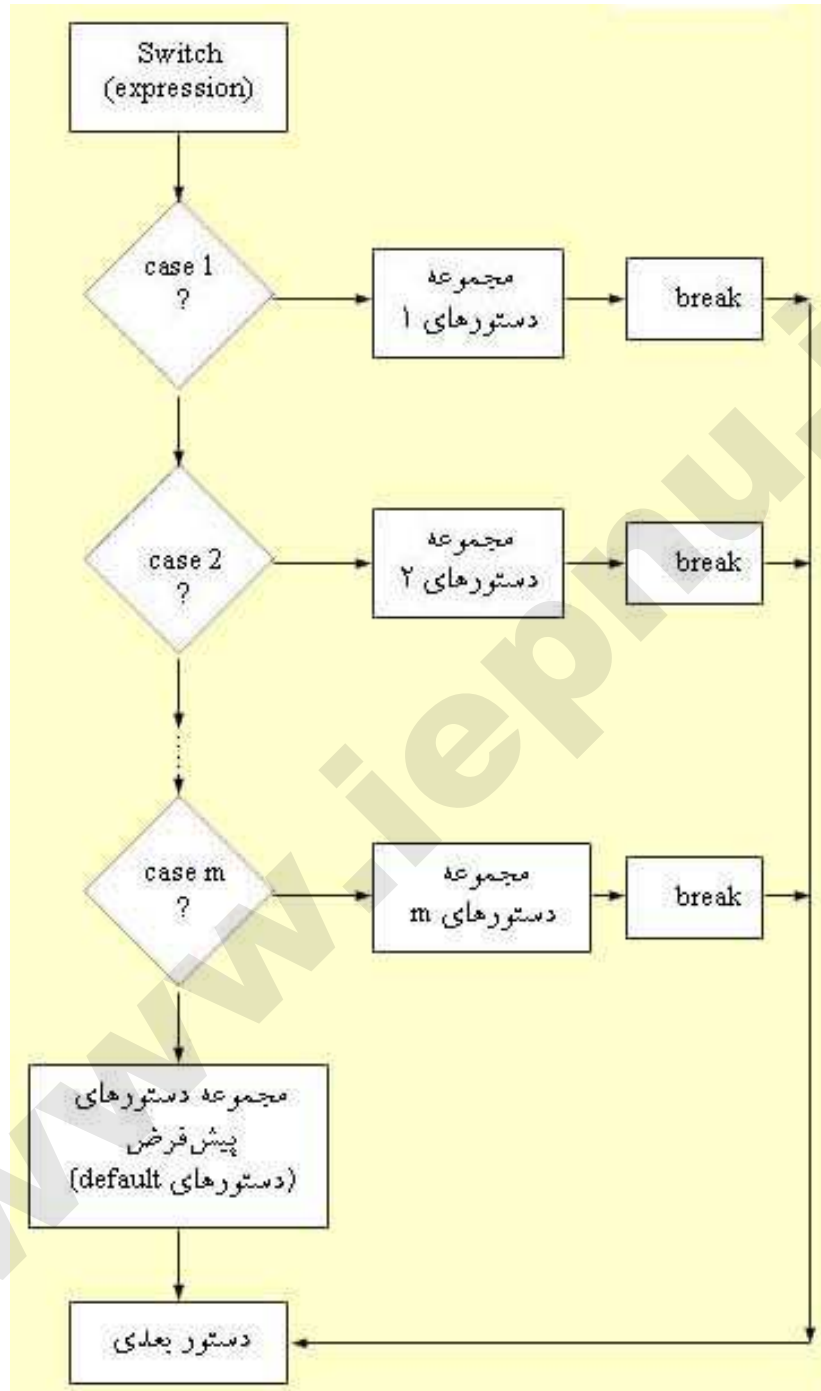 Switch
(expression)
case 1
?
مجموعه
دستورهای ۱
break
case 2
?
مجموعه
دستورهای ۲
break
case m
?
مجموعه
دستورهای m
break
مجموعه دستورهای
پیش‌فرض
(دستورهای default)
دستور بعدی
www.iepnu.